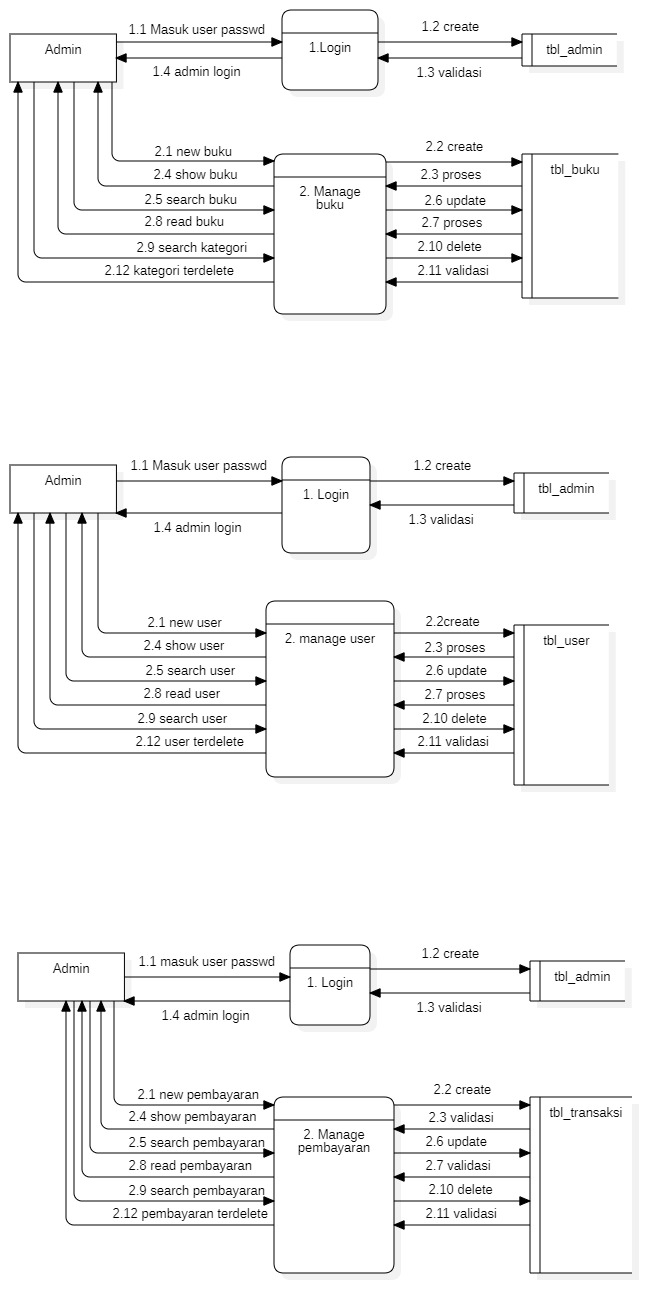 Admin
1.1 Masuk user passwd
1.Login
1.2 create
tbl_admin
1.4 admin login
1.3 validasi
2.1 new buku
2.4 show buku
2.5 search buku
2.8 read buku
2.9 search kategori
2.12 kategori terdelete
2. Manage
buku
2.2 create
2.3 proses
2.6 update
2.7 proses
2.10 delete
2.11 validasi
tbl_buku
Admin
1.1 Masuk user passwd
1. Login
1.2 create
tbl_admin
1.4 admin login
1.3 validasi
2.1 new user
2.4 show user
2.5 search user
2.8 read user
2.9 search user
2.12 user terdelete
2. manage user
2.2create
2.3 proses
2.6 update
2.7 proses
2.10 delete
2.11 validasi
tbl_user
Admin
1.1 masuk user passwd
1. Login
1.2 create
tbl_admin
1.4 admin login
1.3 validasi
2.1 new pembayaran
2.4 show pembayaran
2.5 search pembayaran
2.8 read pembayaran
2.9 search pembayaran
2.12 pembayaran terdelete
2. Manage
pembayaran
2.2 create
2.3 validasi
2.6 update
2.7 validasi
2.10 delete
2.11 validasi
tbl_transaksi